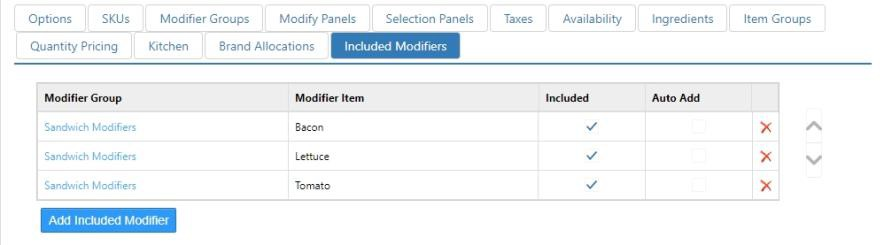 Options SKUs Modifier Groups Modify Panels Selection Panels Taxes Availability Ingredients Item Groups
Quantity Pricing Kitchen Brand Allocations Included Modifiers
Modifier Group Modifier Item Included Auto Add
Sandwich Modifiers Bacon
Sandwich Modifiers Lettuce
Sandwich Modifiers Tomato
Add Included Modifier